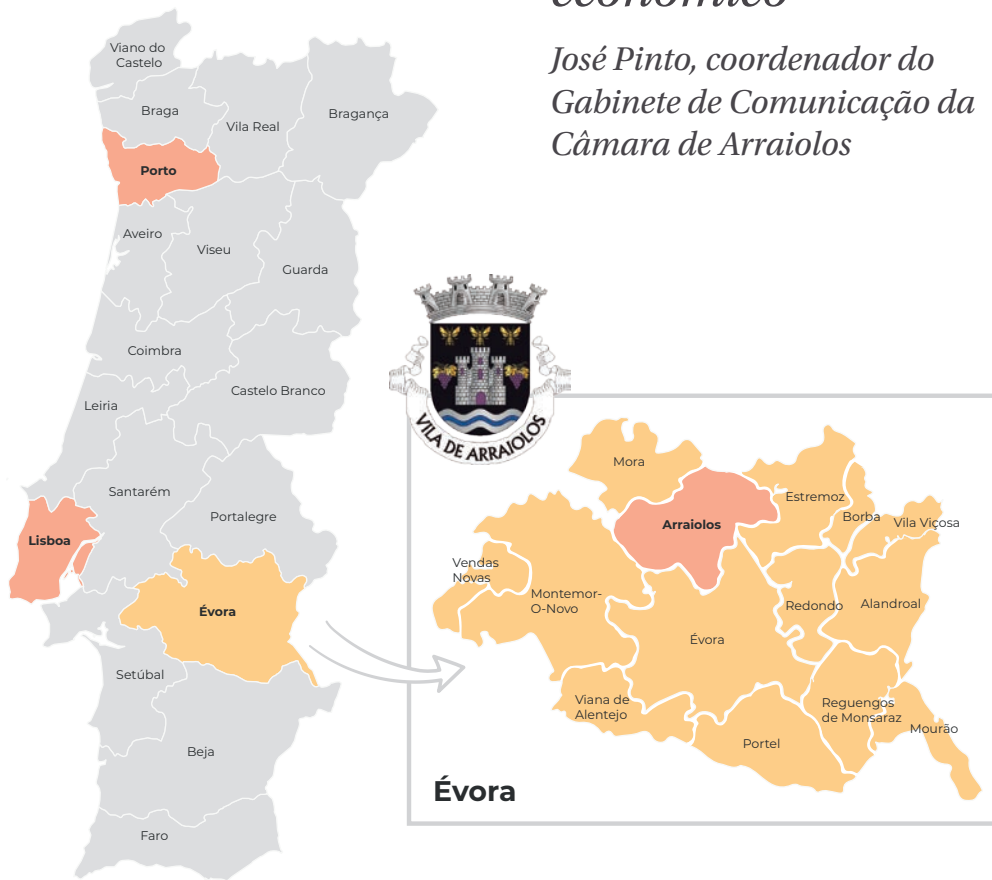 económico
José Pinto, coordenador do
Gabinete de Comunicação da
Câmara de Arraiolos
Viano do
Castelo
Braga
Vila Real
Bragança
Porto
Aveiro
Viseu
Guarda
Coimbra
Castelo Branco
Leiria
Santarém
Portalegre
Lisboa
Évora
Setúbal
Beja
Faro
VILA DE ARRAIOLOS
Mora
Arraiolos
Estremoz
Borba
Vila Viçosa
Vendas
Novas
Montemor-
O-Novo
Redondo
Alandroal
Évora
Viana de
Alentejo
Reguengos
de Monsaraz
Mourão
Portel
Évora